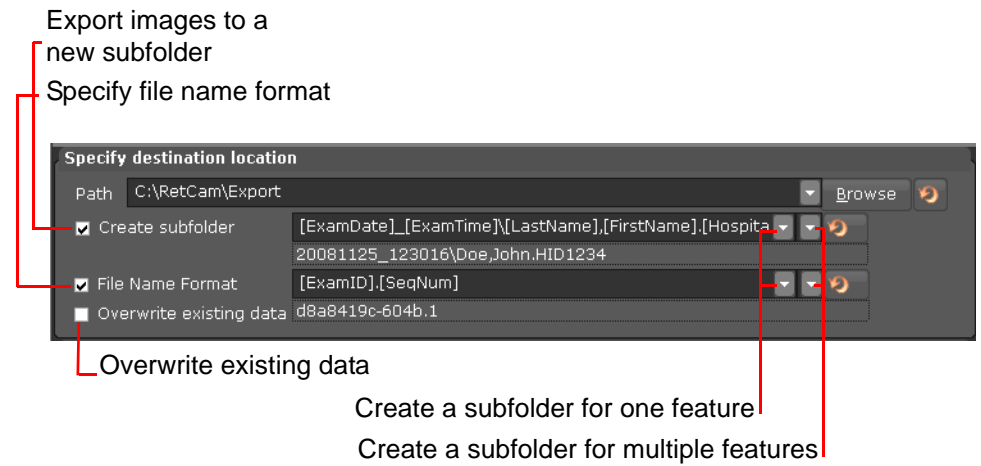 Export images to a
new subfolder
Specify file name format
Specify destination location
Path C:\RetCam\Export Browse
Create subfolder [ExamDate]_[ExamTime]\[LastName],[FirstName].[Hospita
20081125_123016\Doe,John.HID1234
File Name Format [ExamID].[SeqNum]
Overwrite existing data d8a8419c-604b.1
Overwrite existing data
Create a subfolder for one feature
Create a subfolder for multiple features